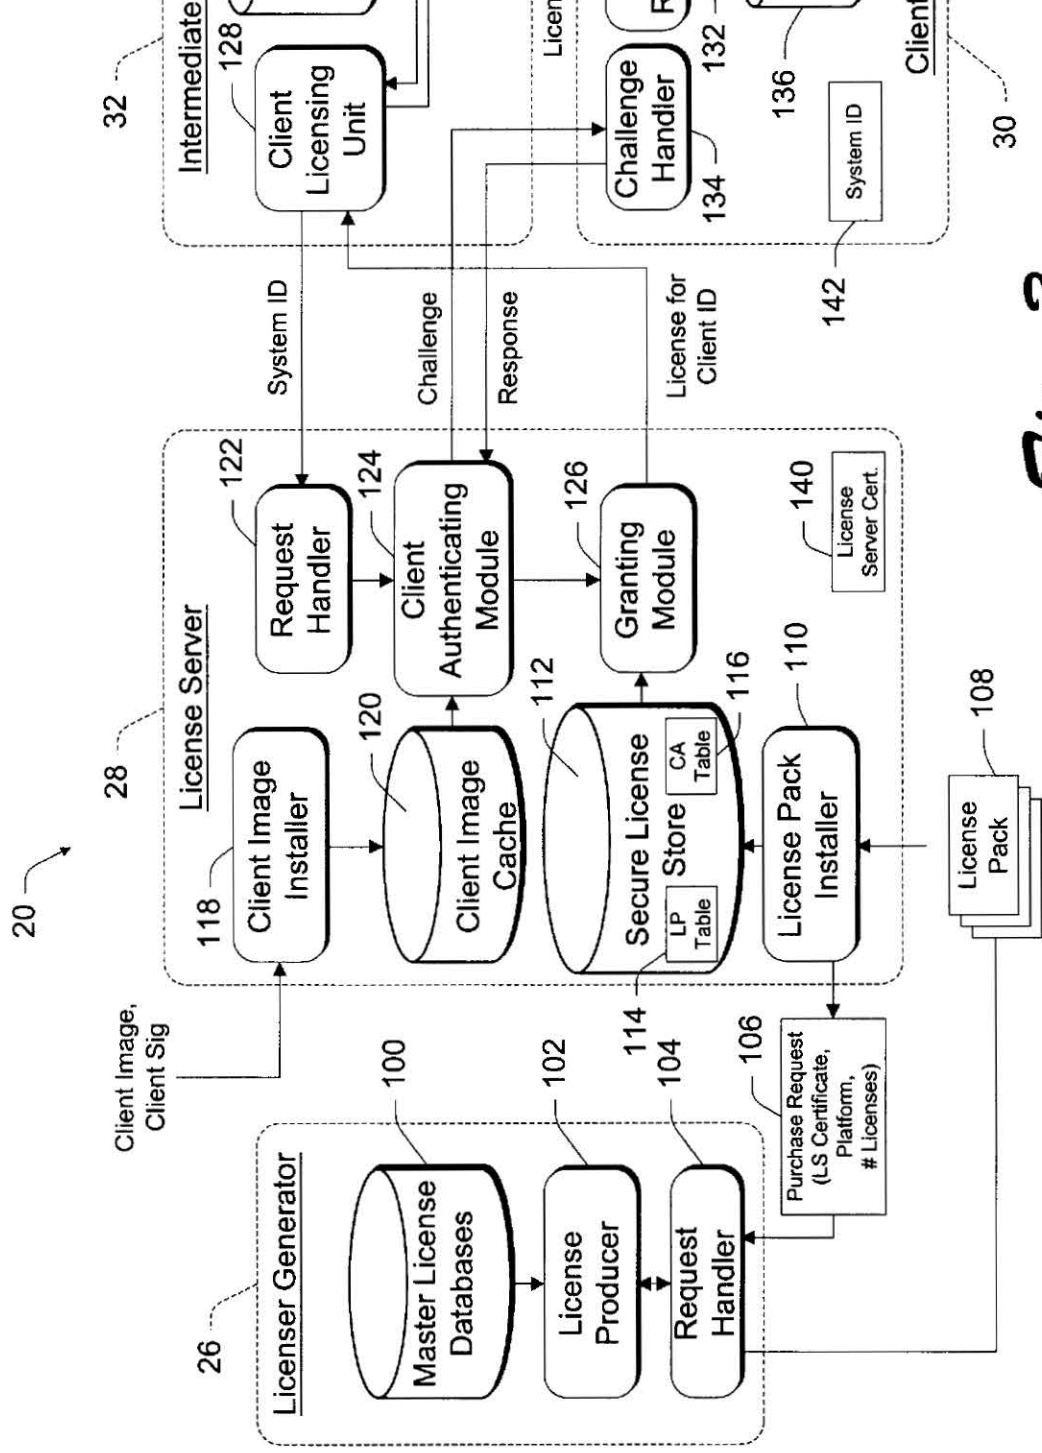 20
26
Licenser Generator
100
Master License
Databases
102
License
Producer
104
Request
Handler
106
Purchase Request
(LS Certificate,
Platform,
# Licenses)
Client Image,
Client Sig
28
License Server
118
Client Image
Installer
120
Client Image
Cache
112
Secure License
Store
114
LP
Table
CA
Table
116
License Pack
Installer
110
License
Pack
108
122
Request
Handler
124
Client
Authenticating
Module
126
Granting
Module
140
License
Server Cert.
System ID
Challenge
Response
License for
Client ID
32
Intermediate
128
Client
Licensing
Unit
Challenge
Handler
134
132
136
System ID
142
Client
30